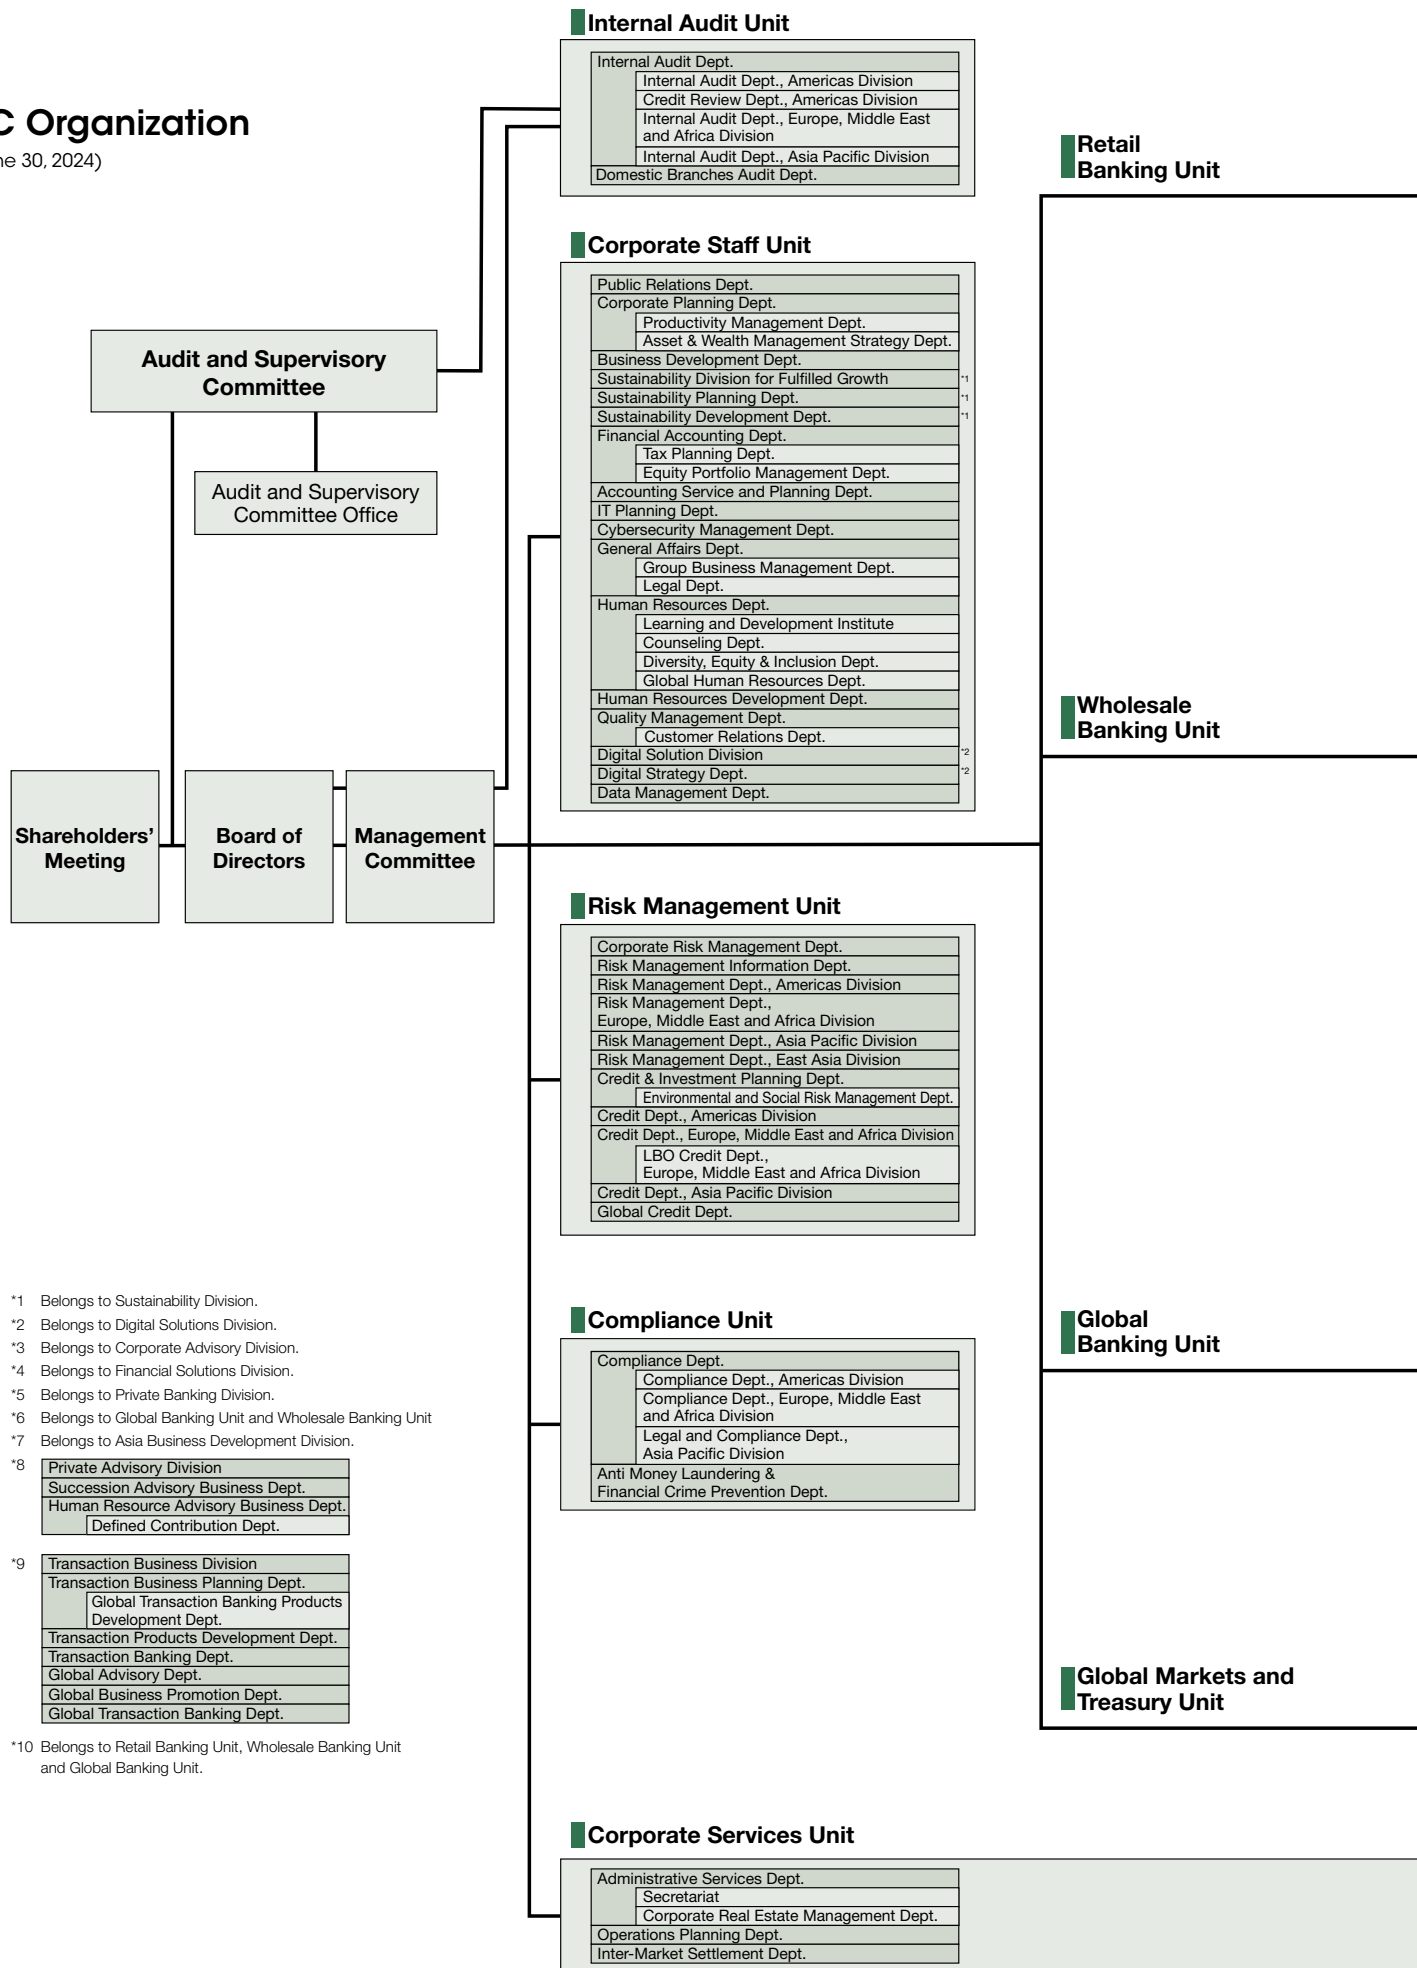 C Organization
ne 30, 2024)
Internal Audit Unit
Internal Audit Dept.
Internal Audit Dept., Americas Division
Credit Review Dept., Americas Division
Internal Audit Dept., Europe, Middle East
and Africa Division
Internal Audit Dept., Asia Pacific Division
Domestic Branches Audit Dept.
Corporate Staff Unit
Public Relations Dept.
Corporate Planning Dept.
Productivity Management Dept.
Asset & Wealth Management Strategy Dept.
Business Development Dept.
Sustainability Division for Fulfilled Growth *1
Sustainability Planning Dept. *1
Sustainability Development Dept. *1
Financial Accounting Dept.
Tax Planning Dept.
Equity Portfolio Management Dept.
Accounting Service and Planning Dept.
IT Planning Dept.
Cybersecurity Management Dept.
General Affairs Dept.
Group Business Management Dept.
Legal Dept.
Human Resources Dept.
Learning and Development Institute
Counseling Dept.
Diversity, Equity & Inclusion Dept.
Global Human Resources Dept.
Human Resources Development Dept.
Quality Management Dept.
Customer Relations Dept.
Digital Solution Division *2
Digital Strategy Dept. *2
Data Management Dept.
Audit and Supervisory
Committee
Audit and Supervisory
Committee Office
Shareholders'
Meeting
Board of
Directors
Management
Committee
Risk Management Unit
Corporate Risk Management Dept.
Risk Management Information Dept.
Risk Management Dept., Americas Division
Risk Management Dept.,
Europe, Middle East and Africa Division
Risk Management Dept., Asia Pacific Division
Risk Management Dept., East Asia Division
Credit & Investment Planning Dept.
Environmental and Social Risk Management Dept.
Credit Dept., Americas Division
Credit Dept., Europe, Middle East and Africa Division
LBO Credit Dept.,
Europe, Middle East and Africa Division
Credit Dept., Asia Pacific Division
Global Credit Dept.
Compliance Unit
Compliance Dept.
Compliance Dept., Americas Division
Compliance Dept., Europe, Middle East
and Africa Division
Legal and Compliance Dept.,
Asia Pacific Division
Anti Money Laundering &
Financial Crime Prevention Dept.
Corporate Services Unit
Administrative Services Dept.
Secretariat
Corporate Real Estate Management Dept.
Operations Planning Dept.
Inter-Market Settlement Dept.
Retail
Banking Unit
Wholesale
Banking Unit
Global
Banking Unit
Global Markets and
Treasury Unit
*1 Belongs to Sustainability Division.
*2 Belongs to Digital Solutions Division.
*3 Belongs to Corporate Advisory Division.
*4 Belongs to Financial Solutions Division.
*5 Belongs to Private Banking Division.
*6 Belongs to Global Banking Unit and Wholesale Banking Unit
*7 Belongs to Asia Business Development Division.
*8 Private Advisory Division
Succession Advisory Business Dept.
Human Resource Advisory Business Dept.
Defined Contribution Dept.
*9 Transaction Business Division
Transaction Business Planning Dept.
Global Transaction Banking Products
Development Dept.
Transaction Products Development Dept.
Transaction Banking Dept.
Global Advisory Dept.
Global Business Promotion Dept.
Global Transaction Banking Dept.
*10 Belongs to Retail Banking Unit, Wholesale Banking Unit
and Global Banking Unit.